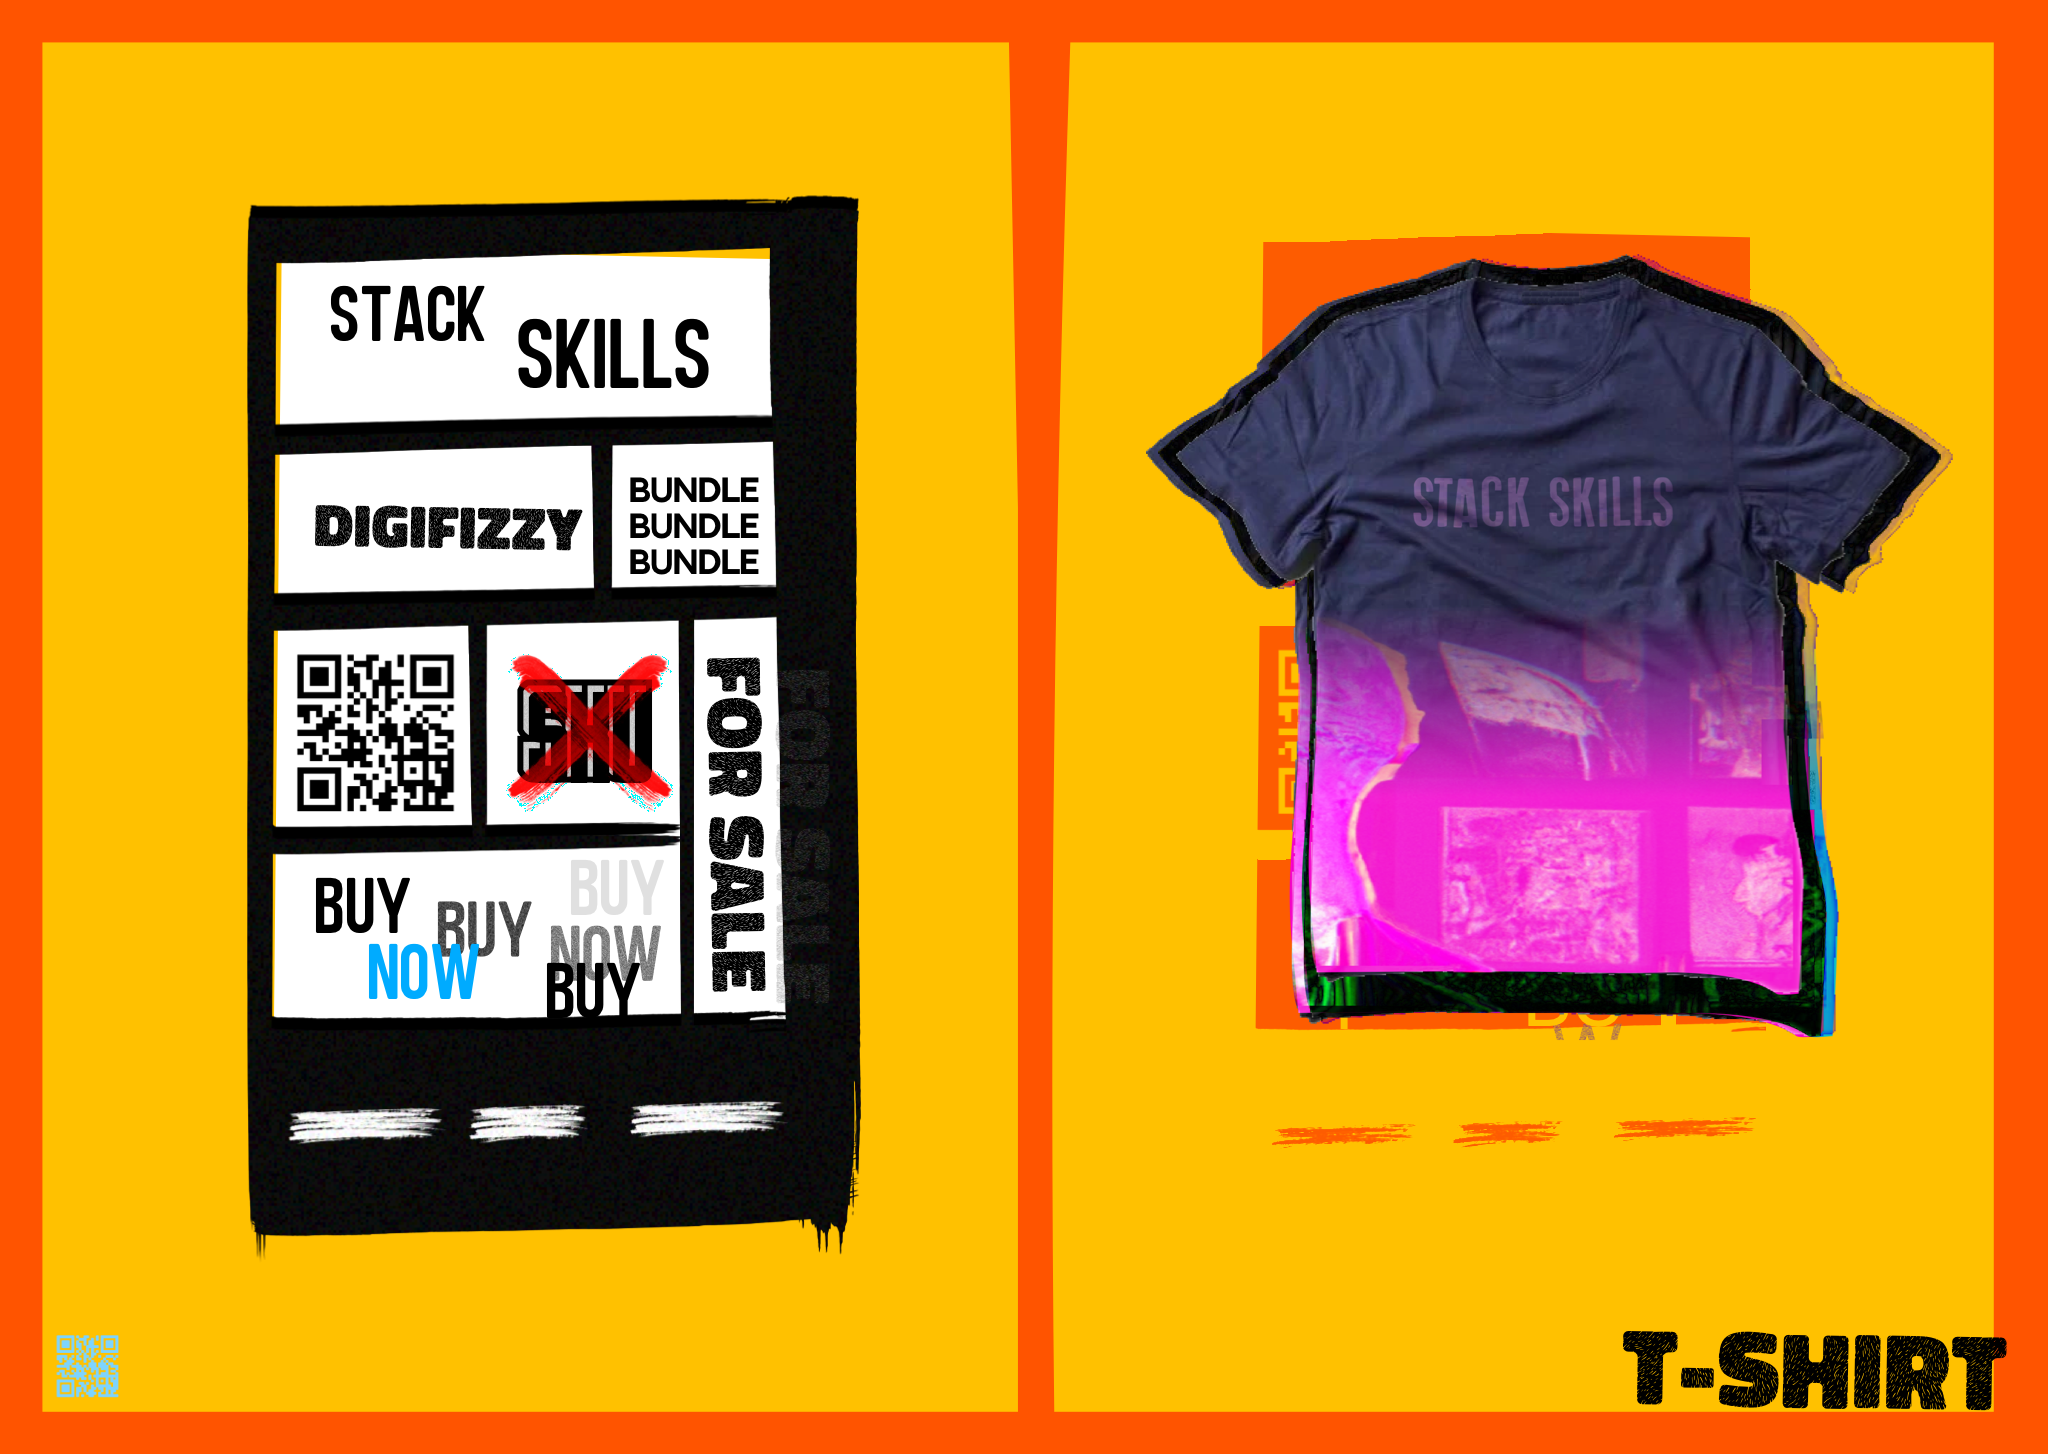 STACK
SKILLS
DIGIFIZZY
BUNDLE
BUNDLE
BUNDLE
FOR SALE
FOR SALE
BUY
BUY
BUY
NOW
NOW
BUY
STACK SKILLS
T-SHIRT